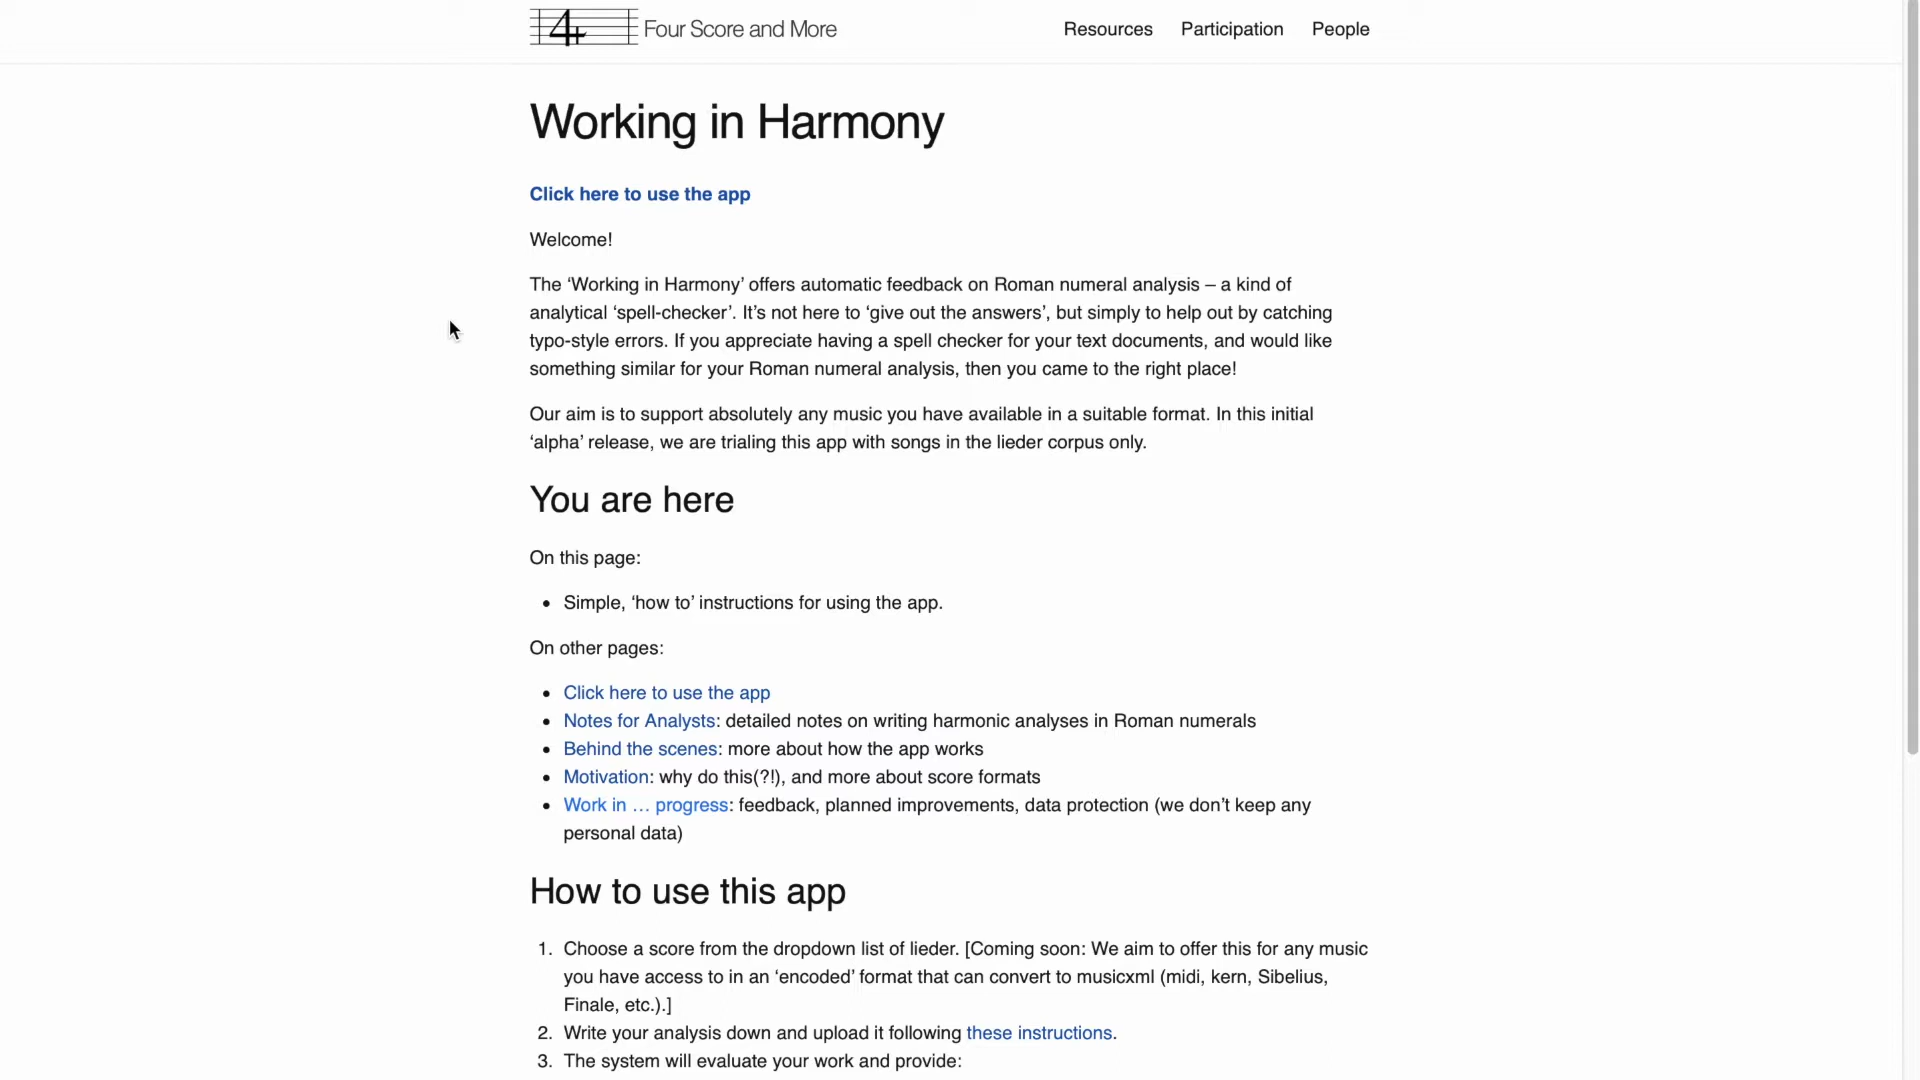 4+ Four Score and More Resources Participation People
Working in Harmony
Click here to use the app
Welcome!
The ‘Working in Harmony’ offers automatic feedback on Roman numeral analysis – a kind of
analytical ‘spell-checker’. It’s not here to ‘give out the answers’, but simply to help out by catching
typo-style errors. If you appreciate having a spell checker for your text documents, and would like
something similar for your Roman numeral analysis, then you came to the right place!
Our aim is to support absolutely any music you have available in a suitable format. In this initial
‘alpha’ release, we are trialing this app with songs in the lieder corpus only.
You are here
On this page:
• Simple, ‘how to’ instructions for using the app.
On other pages:
• Click here to use the app
• Notes for Analysts: detailed notes on writing harmonic analyses in Roman numerals
• Behind the scenes: more about how the app works
• Motivation: why do this(?!), and more about score formats
• Work in … progress: feedback, planned improvements, data protection (we don’t keep any
personal data)
How to use this app
1. Choose a score from the dropdown list of lieder. [Coming soon: We aim to offer this for any music
you have access to in an ‘encoded’ format that can convert to musicxml (midi, kern, Sibelius,
Finale, etc.).]
2. Write your analysis down and upload it following these instructions.
3. The system will evaluate your work and provide: